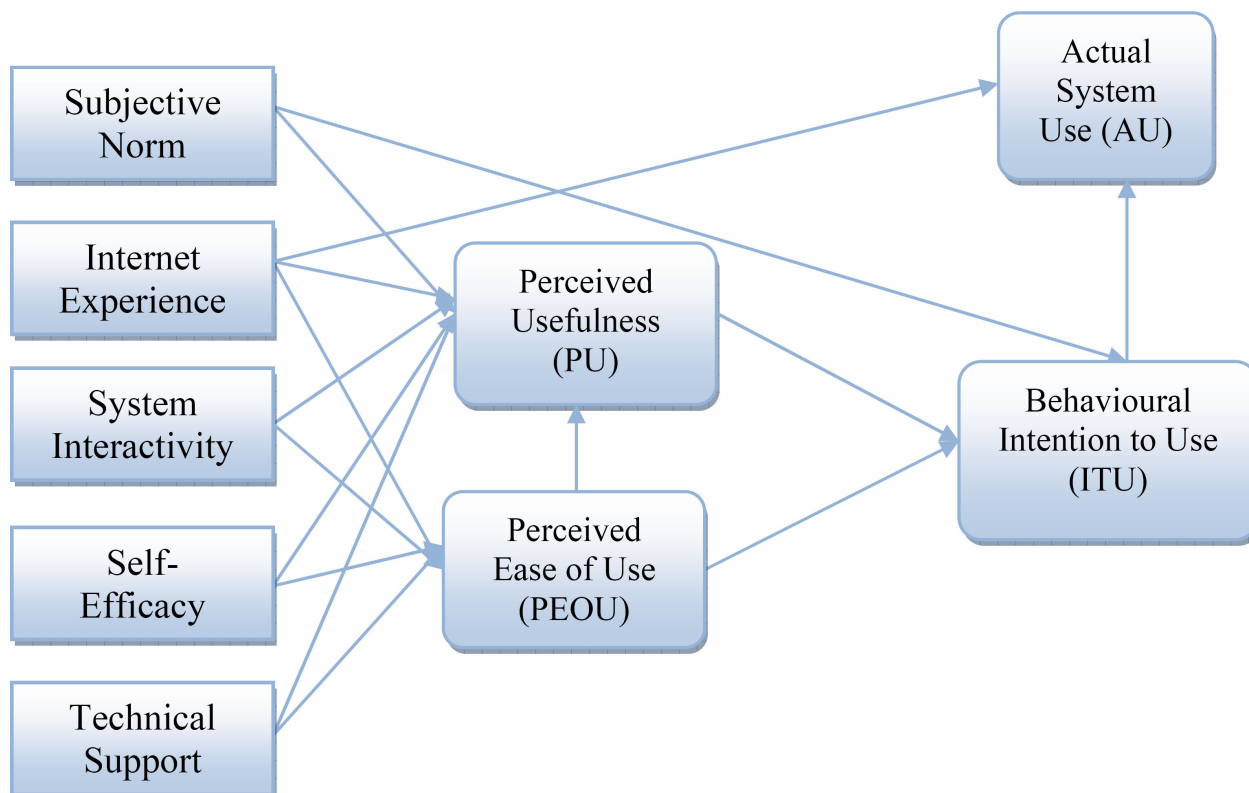 Subjective
Norm
Internet
Experience
System
Interactivity
Self-
Efficacy
Technical
Support
Perceived
Usefulness
(PU)
Perceived
Ease of Use
(PEOU)
Actual
System
Use (AU)
Behavioural
Intention to Use
(ITU)